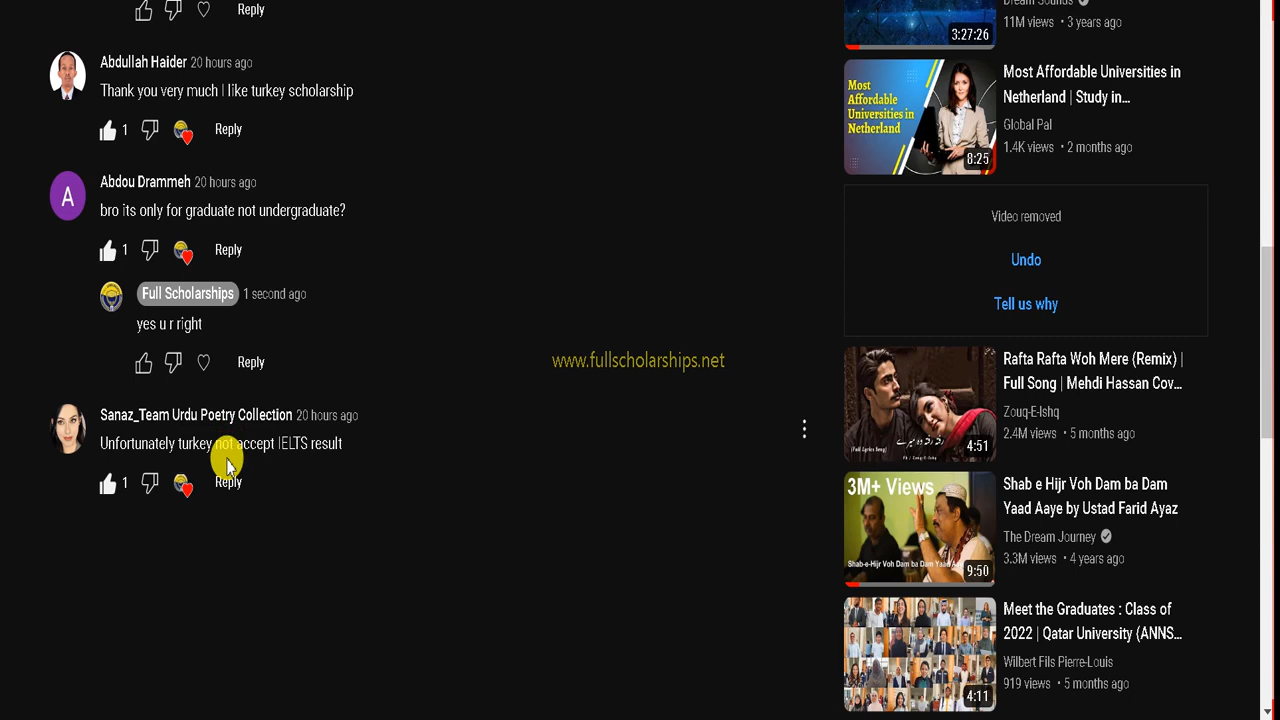 Reply
Abdullah Haider 20 hours ago
Thank you very much I like turkey scholarship
1 Reply
A
Abdou Drammeh 20 hours ago
bro its only for graduate not undergraduate?
1 Reply
Full Scholarships 1 second ago
yes u r right
Reply
Sanaz_Team Urdu Poetry Collection 20 hours ago
Unfortunately turkey not accept IELTS result
1 Reply
www.fullscholarships.net
Dream Sounds
11M views • 3 years ago
3:27:26
Most Affordable Universities in Netherland
8:25
Most Affordable Universities in
Netherland | Study in...
Global Pal
1.4K views • 2 months ago
Video removed
Undo
Tell us why
4:51
Rafta Rafta Woh Mere (Remix) |
Full Song | Mehdi Hassan Cov...
Zouq-E-Ishq
2.4M views • 5 months ago
3M+ Views
9:50
Shab e Hijr Voh Dam ba Dam
Yaad Aaye by Ustad Farid Ayaz
The Dream Journey
3.3M views • 4 years ago
4:11
Meet the Graduates : Class of
2022 | Qatar University (ANNS...
Wilbert Fils Pierre-Louis
919 views • 5 months ago